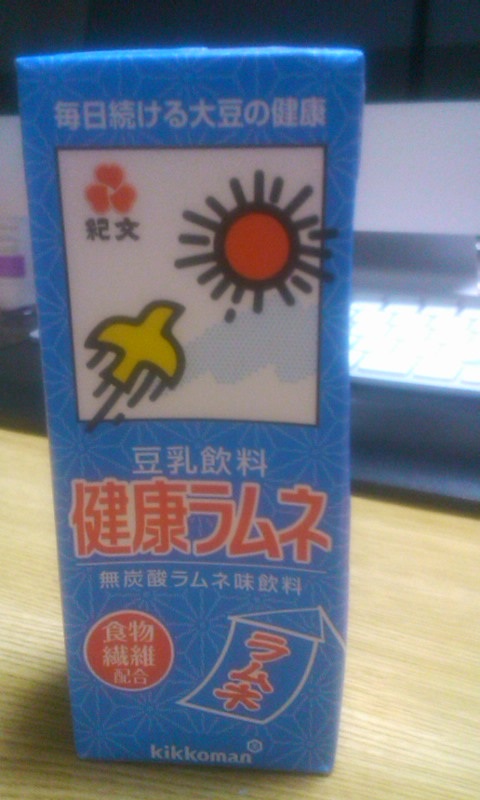 毎日続ける大豆の健康
紀文
豆乳飲料
健康ラムネ
無炭酸ラムネ味飲料
食物
繊維
配合
ラムネ
kikkoman